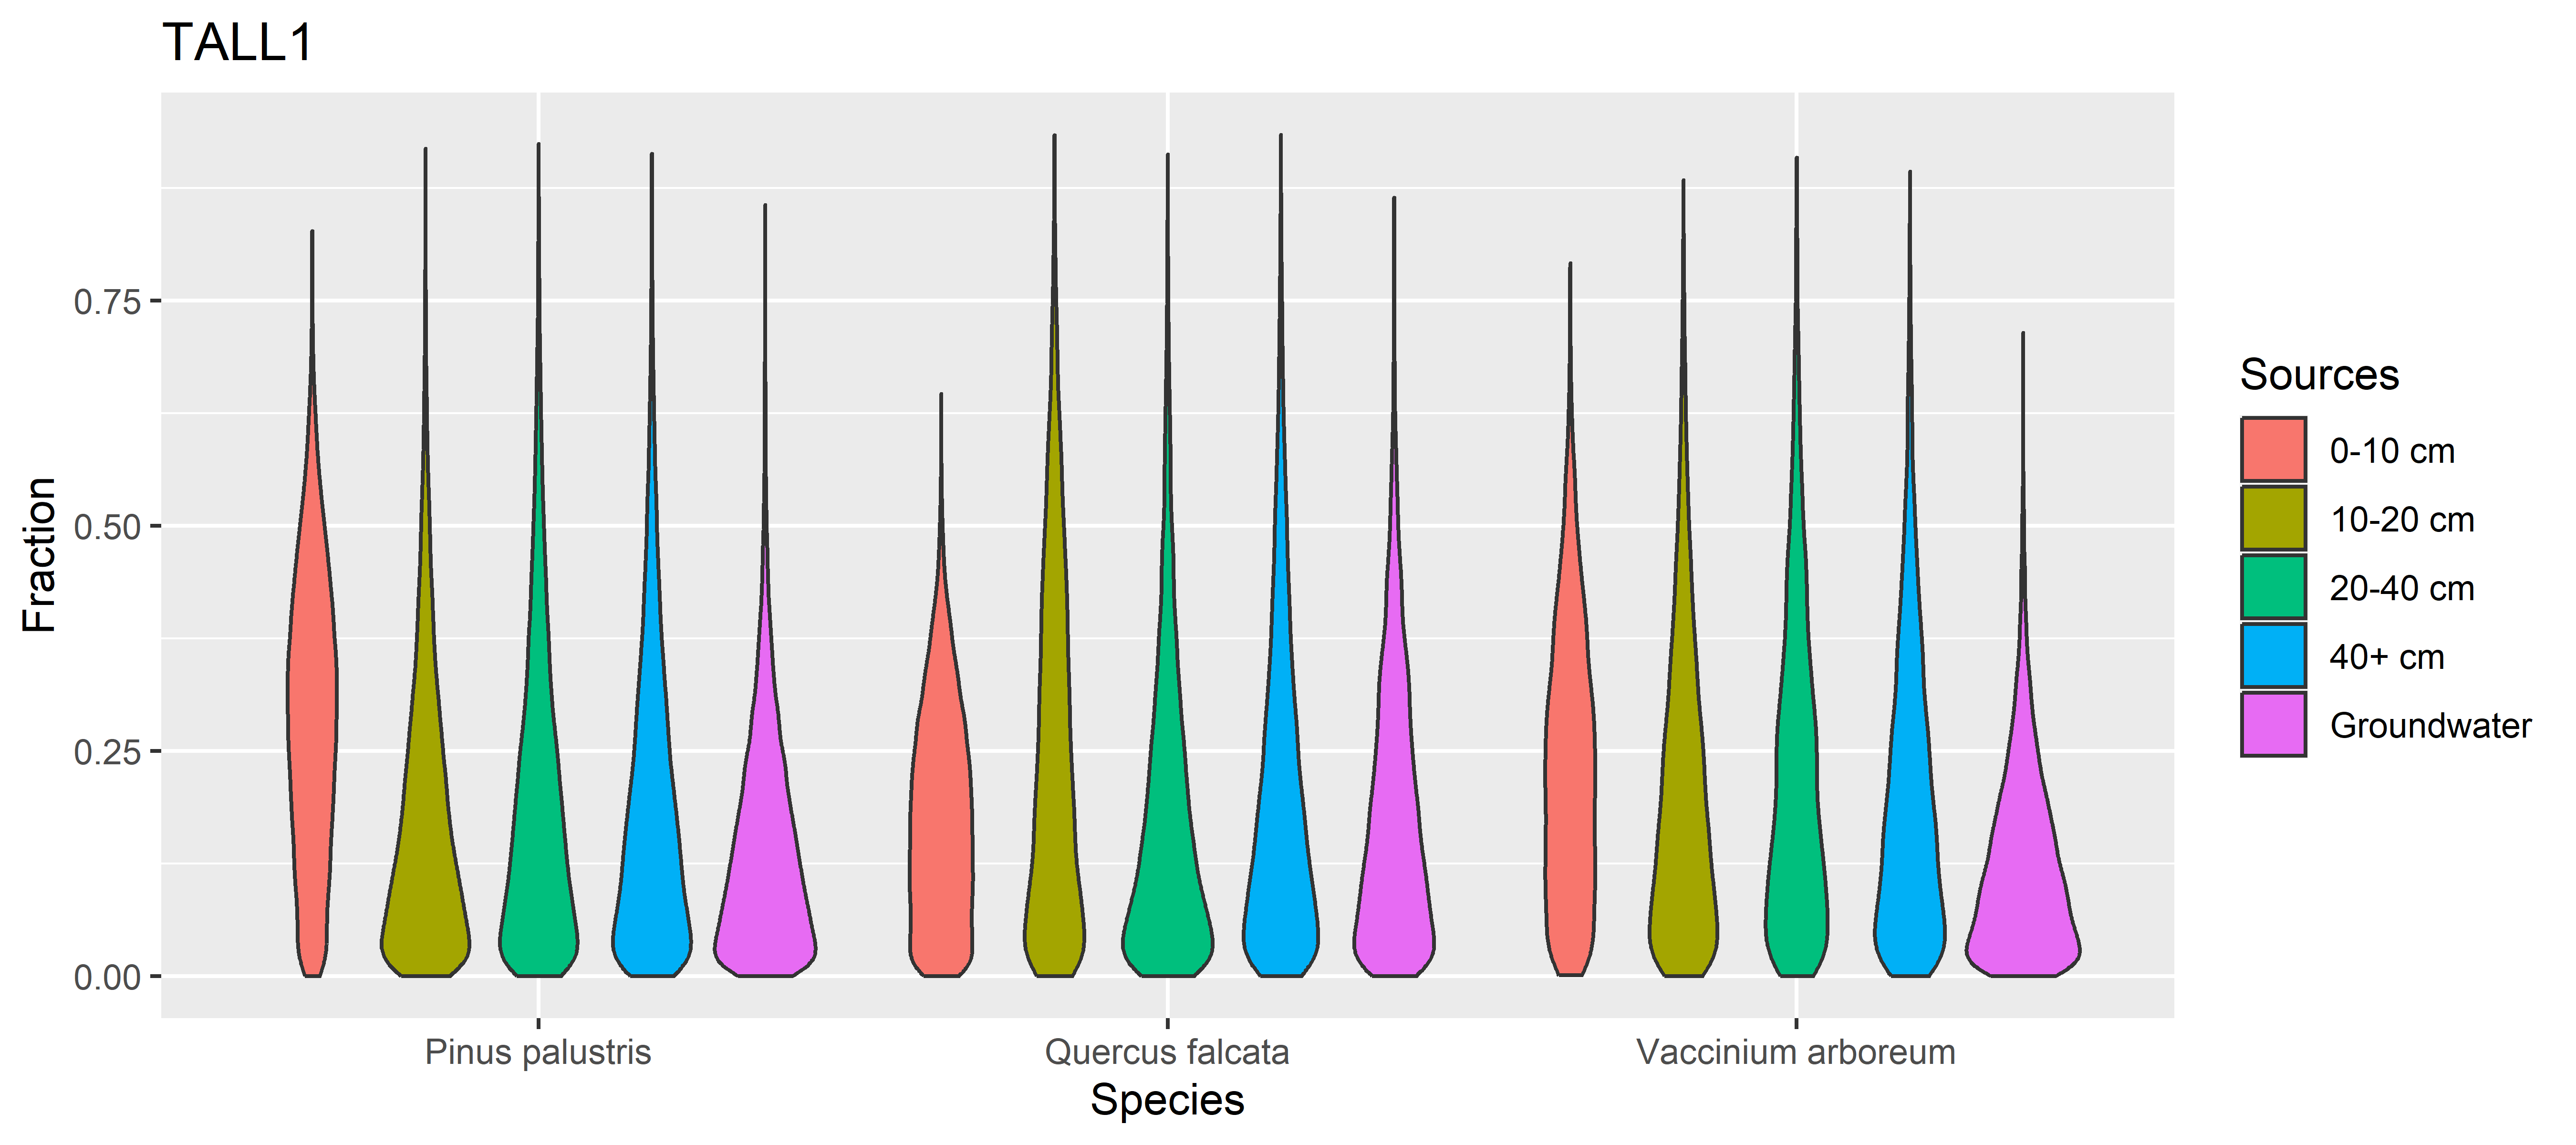 TALL1
Fraction
0.75
0.50
0.25
0.00
Pinus palustris
Quercus falcata
Vaccinium arboreum
Species
Sources
0-10 cm
10-20 cm
20-40 cm
40+ cm
Groundwater